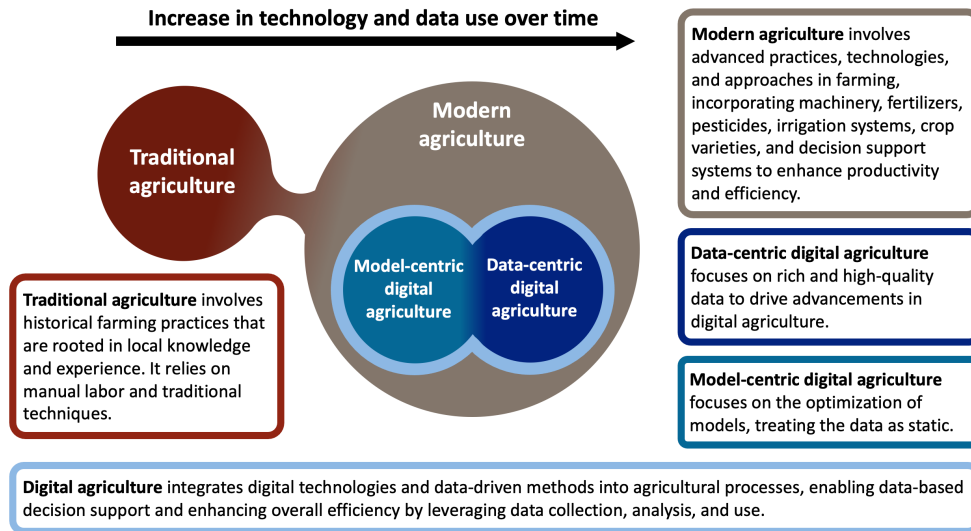 Increase in technology and data use over time
Traditional
agriculture
Modern
agriculture
Model-centric
digital
agriculture
Data-centric
digital
agriculture
Modern agriculture involves
advanced practices, technologies,
and approaches in farming,
incorporating machinery, fertilizers,
pesticides, irrigation systems, crop
varieties, and decision support
systems to enhance productivity
and efficiency.
Data-centric digital agriculture
focuses on rich and high-quality
data to drive advancements in
digital agriculture.
Model-centric digital agriculture
focuses on the optimization of
models, treating the data as static.
Traditional agriculture involves
historical farming practices that
are rooted in local knowledge
and experience. It relies on
manual labor and traditional
techniques.
Digital agriculture integrates digital technologies and data-driven methods into agricultural processes, enabling data-based
decision support and enhancing overall efficiency by leveraging data collection, analysis, and use.